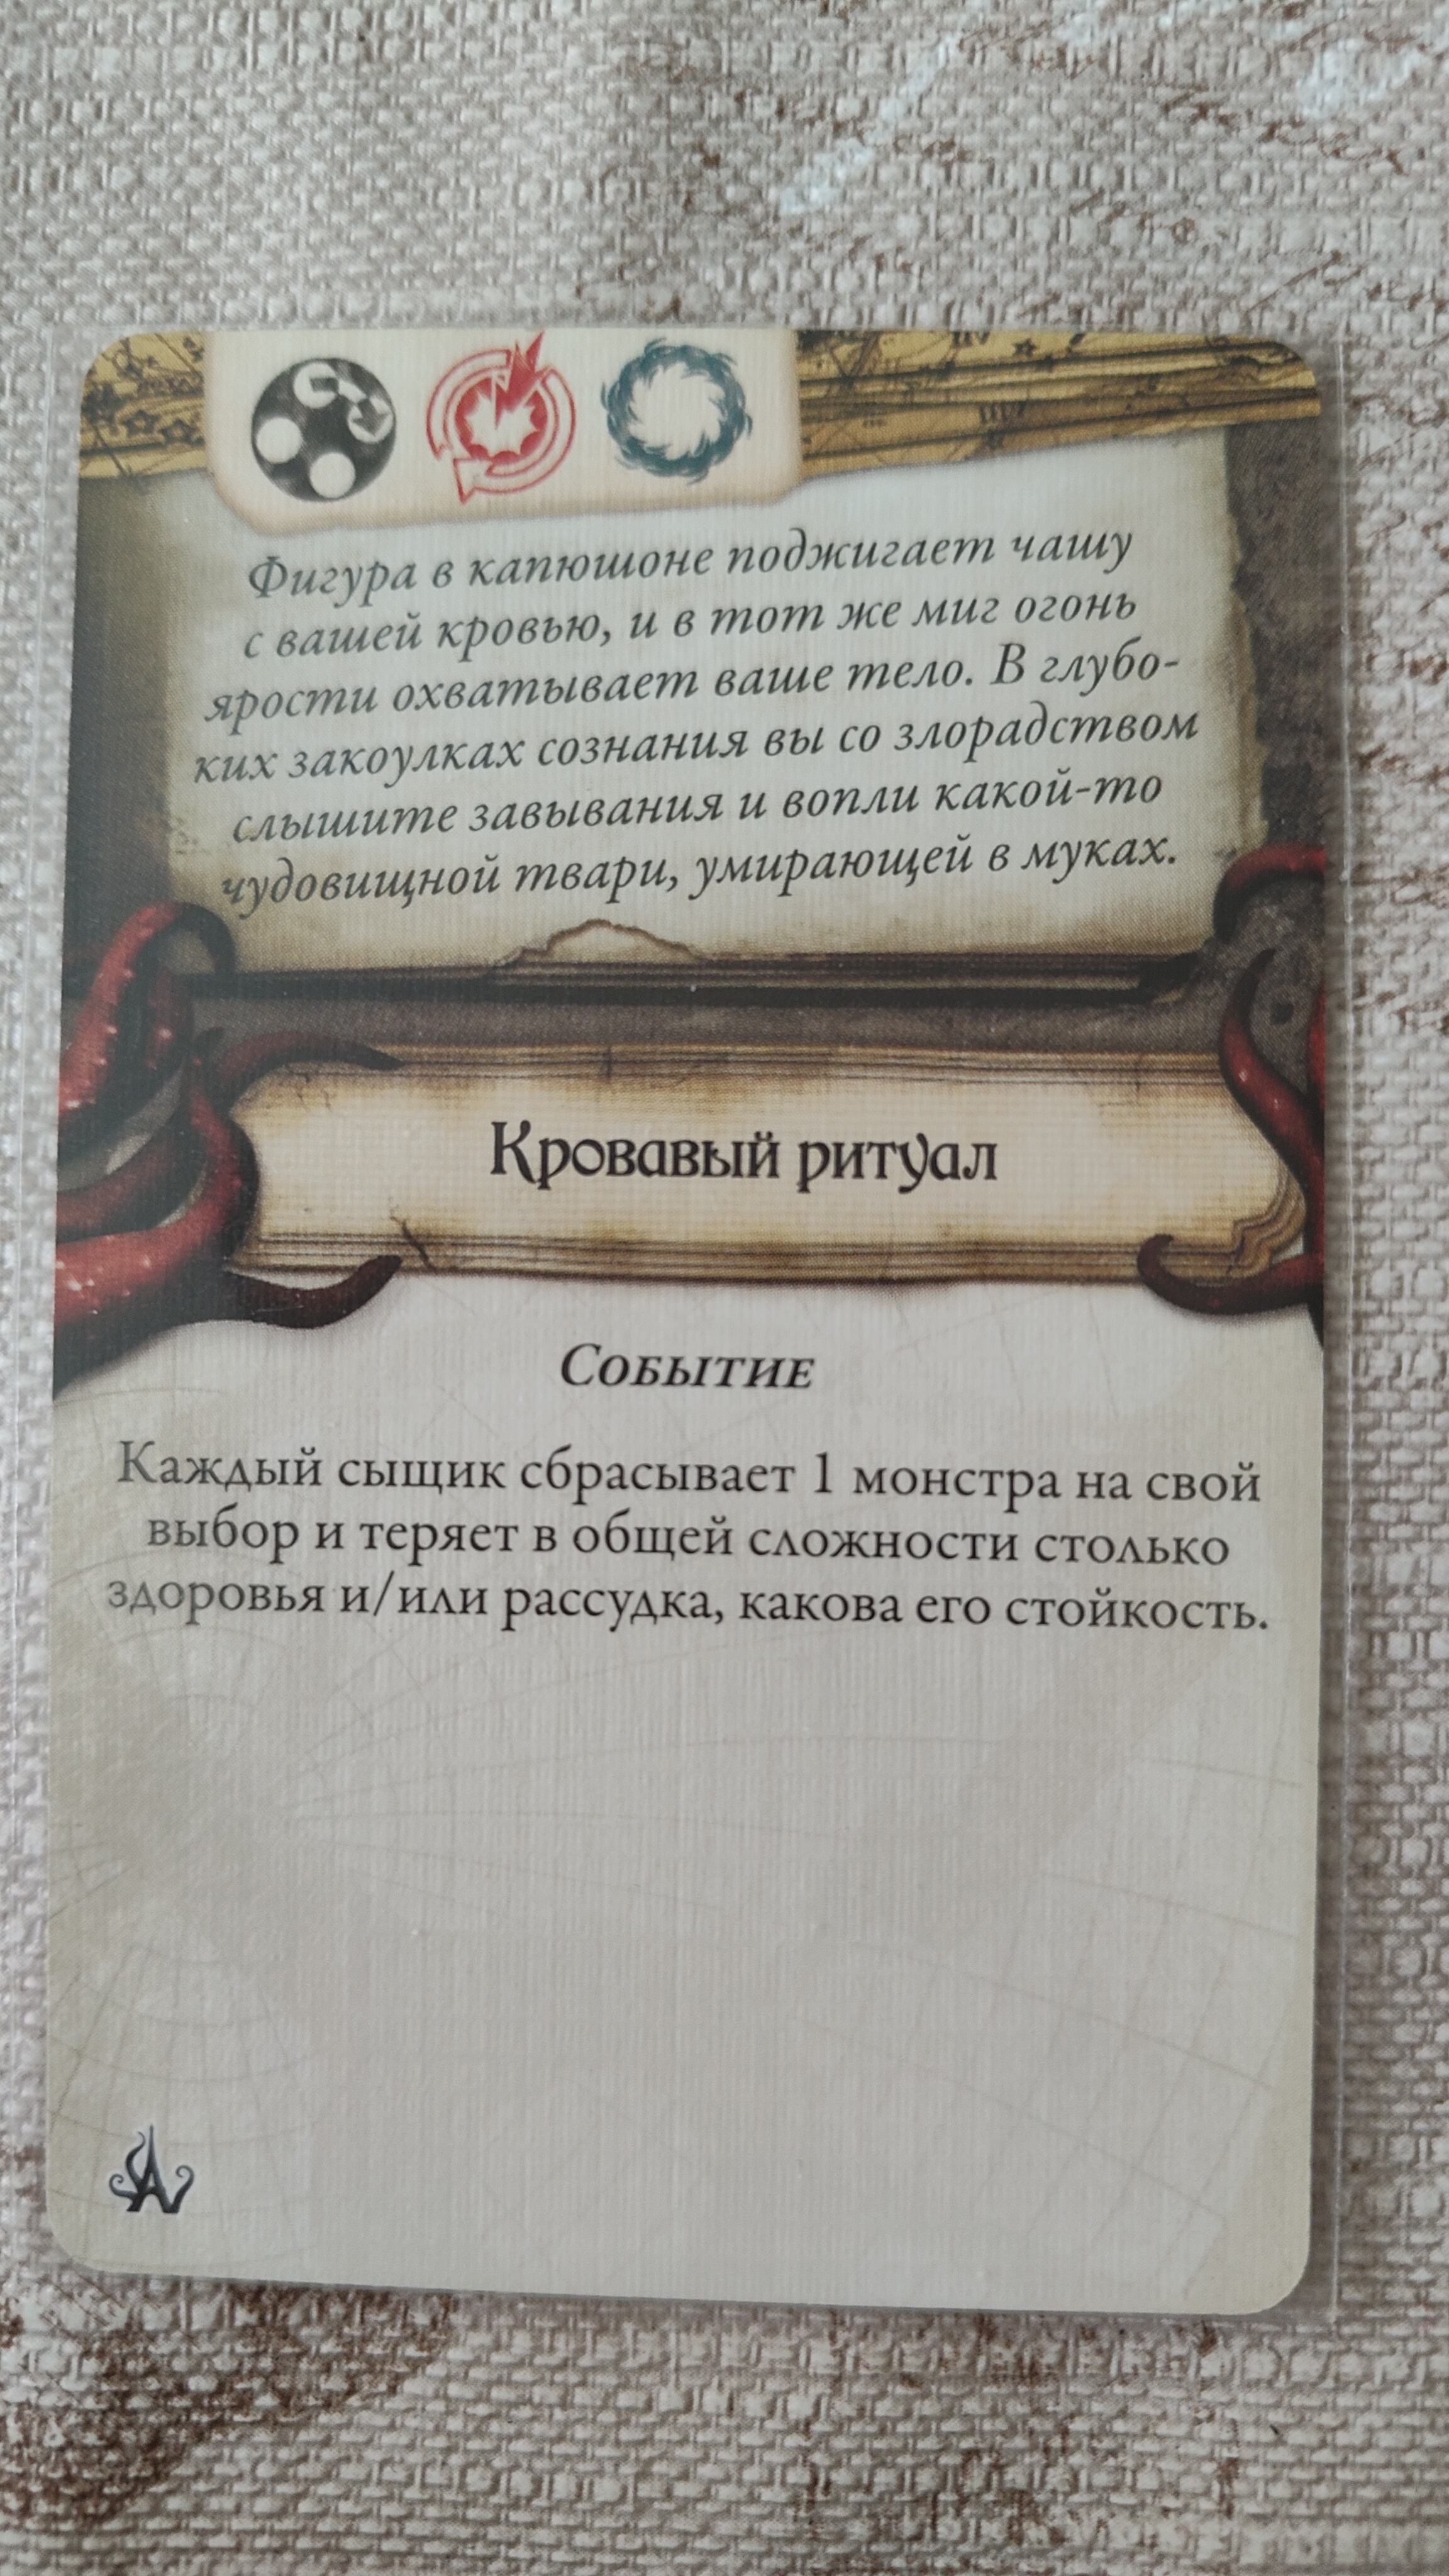 Фигура в капюшоне поджигает чашу
с вашей кровью, и в тот же миг огонь
ярости охватывает ваше тело. В глубо-
ких закоулках сознания вы со злорадством
слышите завывания и вопли какой-то
чудовищной твари, умирающей в муках.
Кровавый ритуал
Событие
Каждый сыщик сбрасывает 1 монстра на свой
выбор и теряет в общей сложности столько
здоровья и/или рассудка, какова его стойкость.